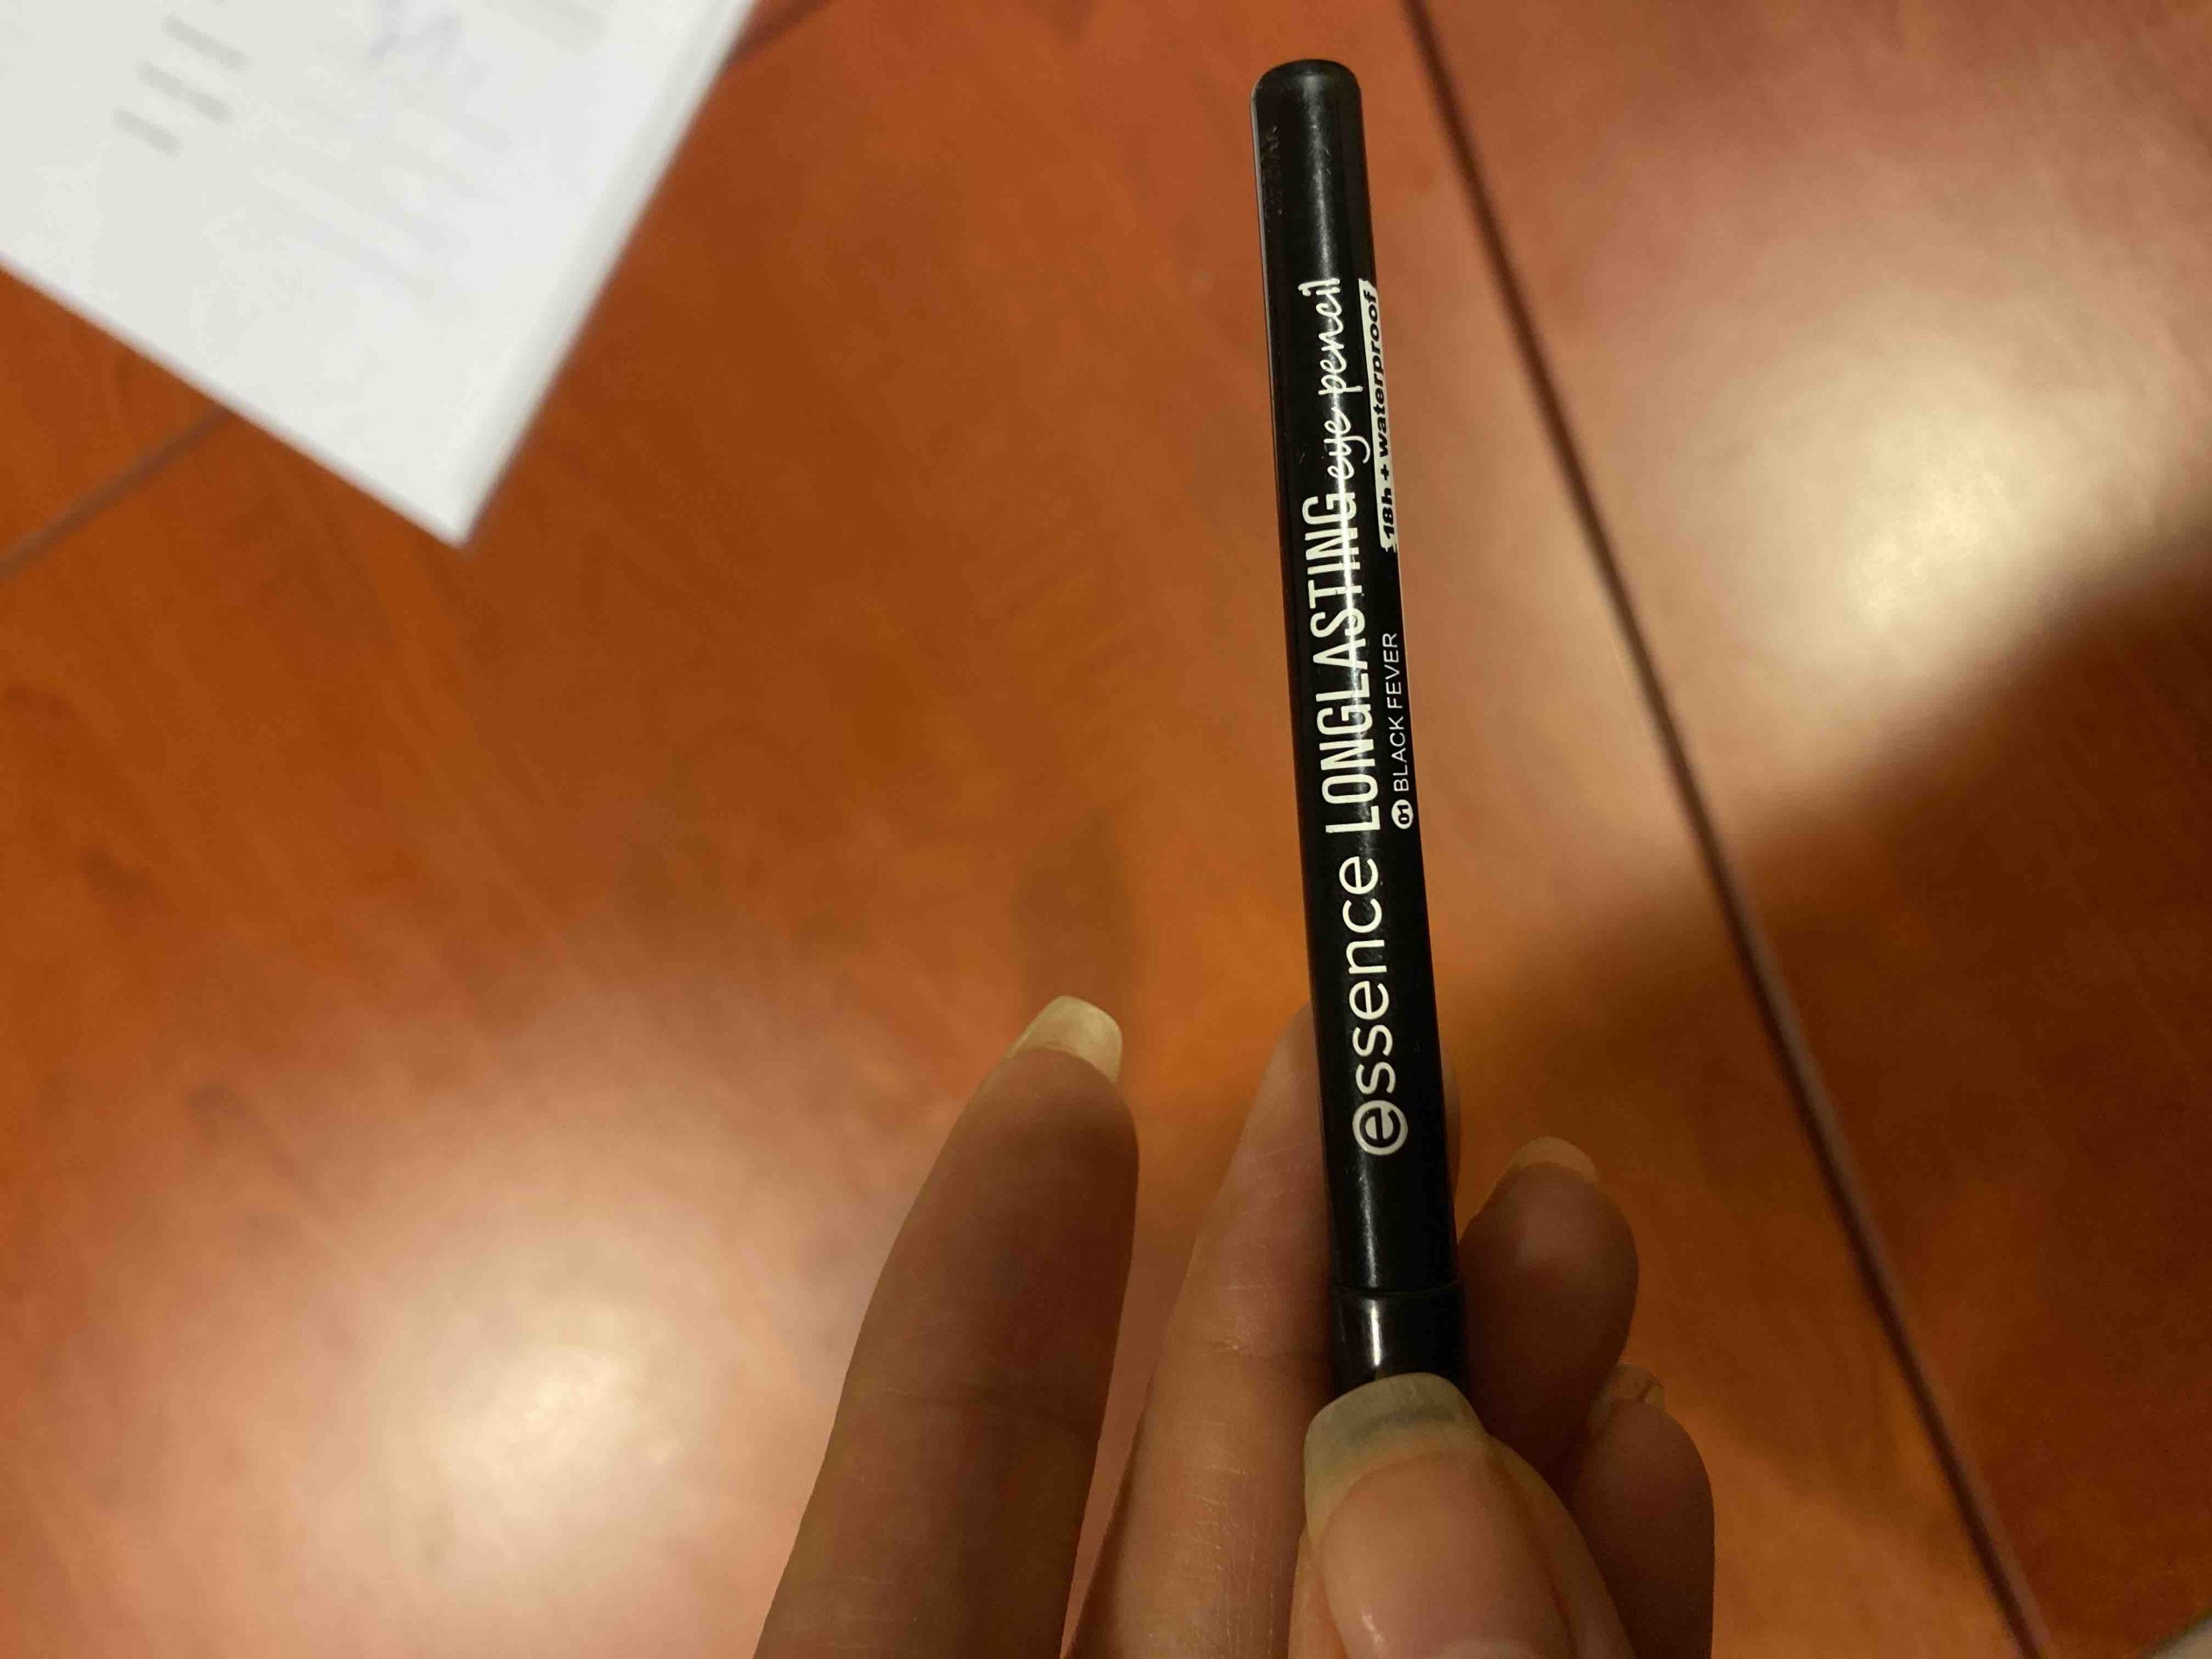 essence LONGLASTING eye pencil
01 BLACK FEVER
18h + waterproof